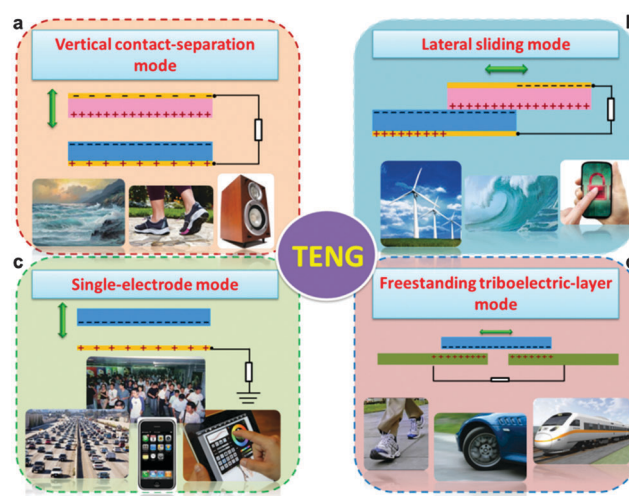 a
Vertical contact-separation
mode
Lateral sliding mode
TENG
c
Single-electrode mode
Freestanding triboelectric-layer
mode